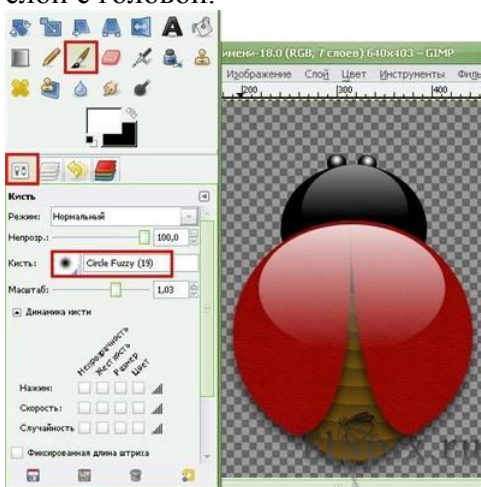 слой с головой.
имени-18.0 (RGB, 7 слоев) 640x403 – GIMP
Изображение Слой Цвет Инструменты
200 300 400
Кисть
Режим: Нормальный
Непрозр.: 100,0
Кисть: Circle Fuzzy (19)
Масштаб: 1,03
Динамика кисти
Непрозрачность Жесткость Размер Цвет
Нажим:
Скорость:
Случайность
Фиксированная длина штриха